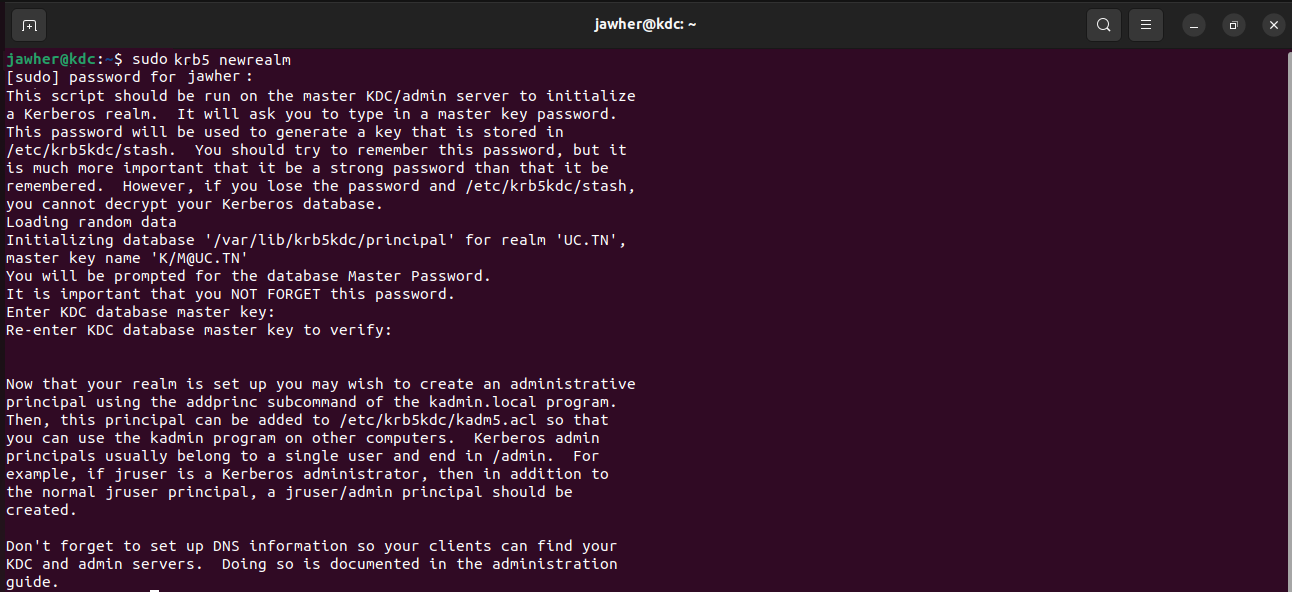 jawher@kdc: ~
jawher@kdc:~$ sudo krb5 newrealm
[sudo] password for jawher :
This script should be run on the master KDC/admin server to initialize
a Kerberos realm.  It will ask you to type in a master key password.
This password will be used to generate a key that is stored in
/etc/krb5kdc/stash.  You should try to remember this password, but it
is much more important that it be a strong password than that it be
remembered.  However, if you lose the password and /etc/krb5kdc/stash,
you cannot decrypt your Kerberos database.
Loading random data
Initializing database '/var/lib/krb5kdc/principal' for realm 'UC.TN',
master key name 'K/M@UC.TN'
You will be prompted for the database Master Password.
It is important that you NOT FORGET this password.
Enter KDC database master key:
Re-enter KDC database master key to verify:
Now that your realm is set up you may wish to create an administrative
principal using the addprinc subcommand of the kadmin.local program.
Then, this principal can be added to /etc/krb5kdc/kadm5.acl so that
you can use the kadmin program on other computers.  Kerberos admin
principals usually belong to a single user and end in /admin.  For
example, if jruser is a Kerberos administrator, then in addition to
the normal jruser principal, a jruser/admin principal should be
created.
Don't forget to set up DNS information so your clients can find your
KDC and admin servers.  Doing so is documented in the administration
guide.